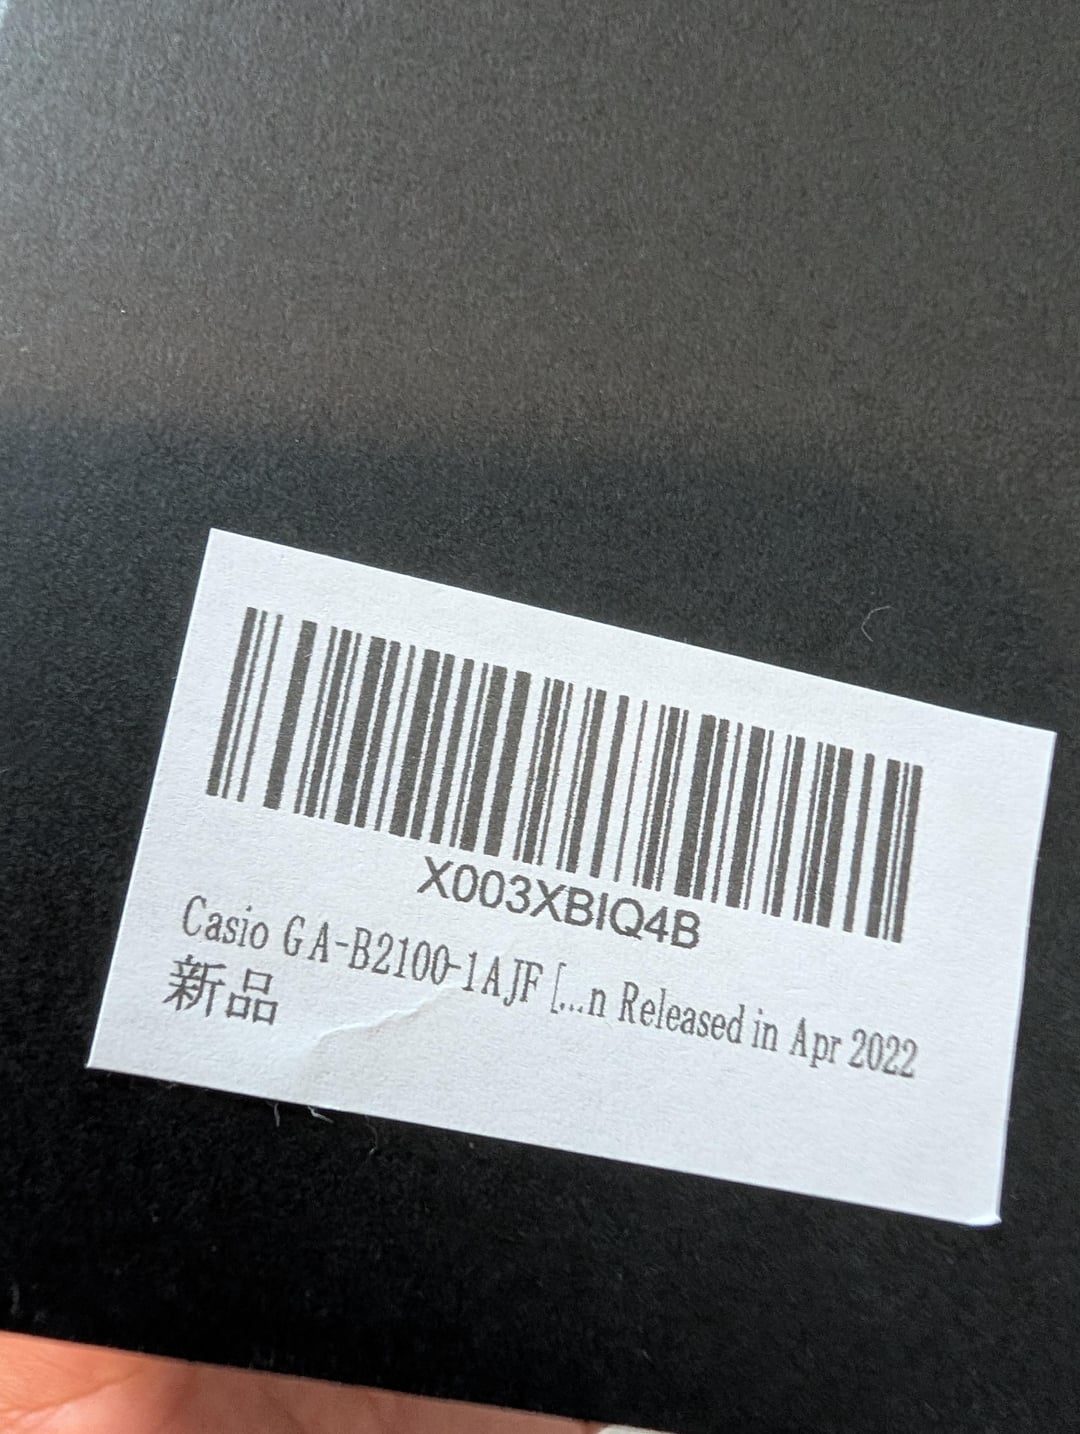 X003XBIQ4B
Casio GA-B2100-1AJF [...n Released in Apr 2022
新品